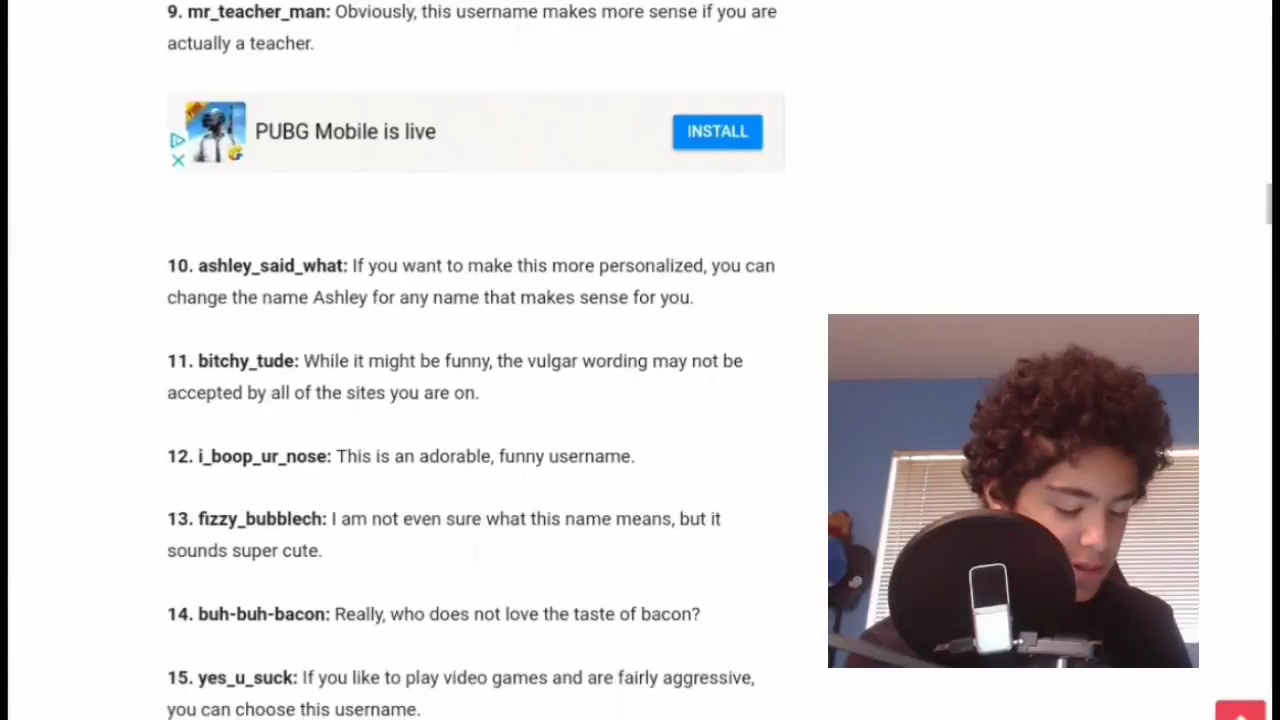 9. mr_teacher_man: Obviously, this username makes more sense if you are
actually a teacher.
PUBG Mobile is live
INSTALL
10. ashley_said_what: If you want to make this more personalized, you can
change the name Ashley for any name that makes sense for you.
11. bitchy_tude: While it might be funny, the vulgar wording may not be
accepted by all of the sites you are on.
12. i_boop_ur_nose: This is an adorable, funny username.
13. fizzy_bubblech: I am not even sure what this name means, but it
sounds super cute.
14. buh-buh-bacon: Really, who does not love the taste of bacon?
15. yes_u_suck: If you like to play video games and are fairly aggressive,
you can choose this username.